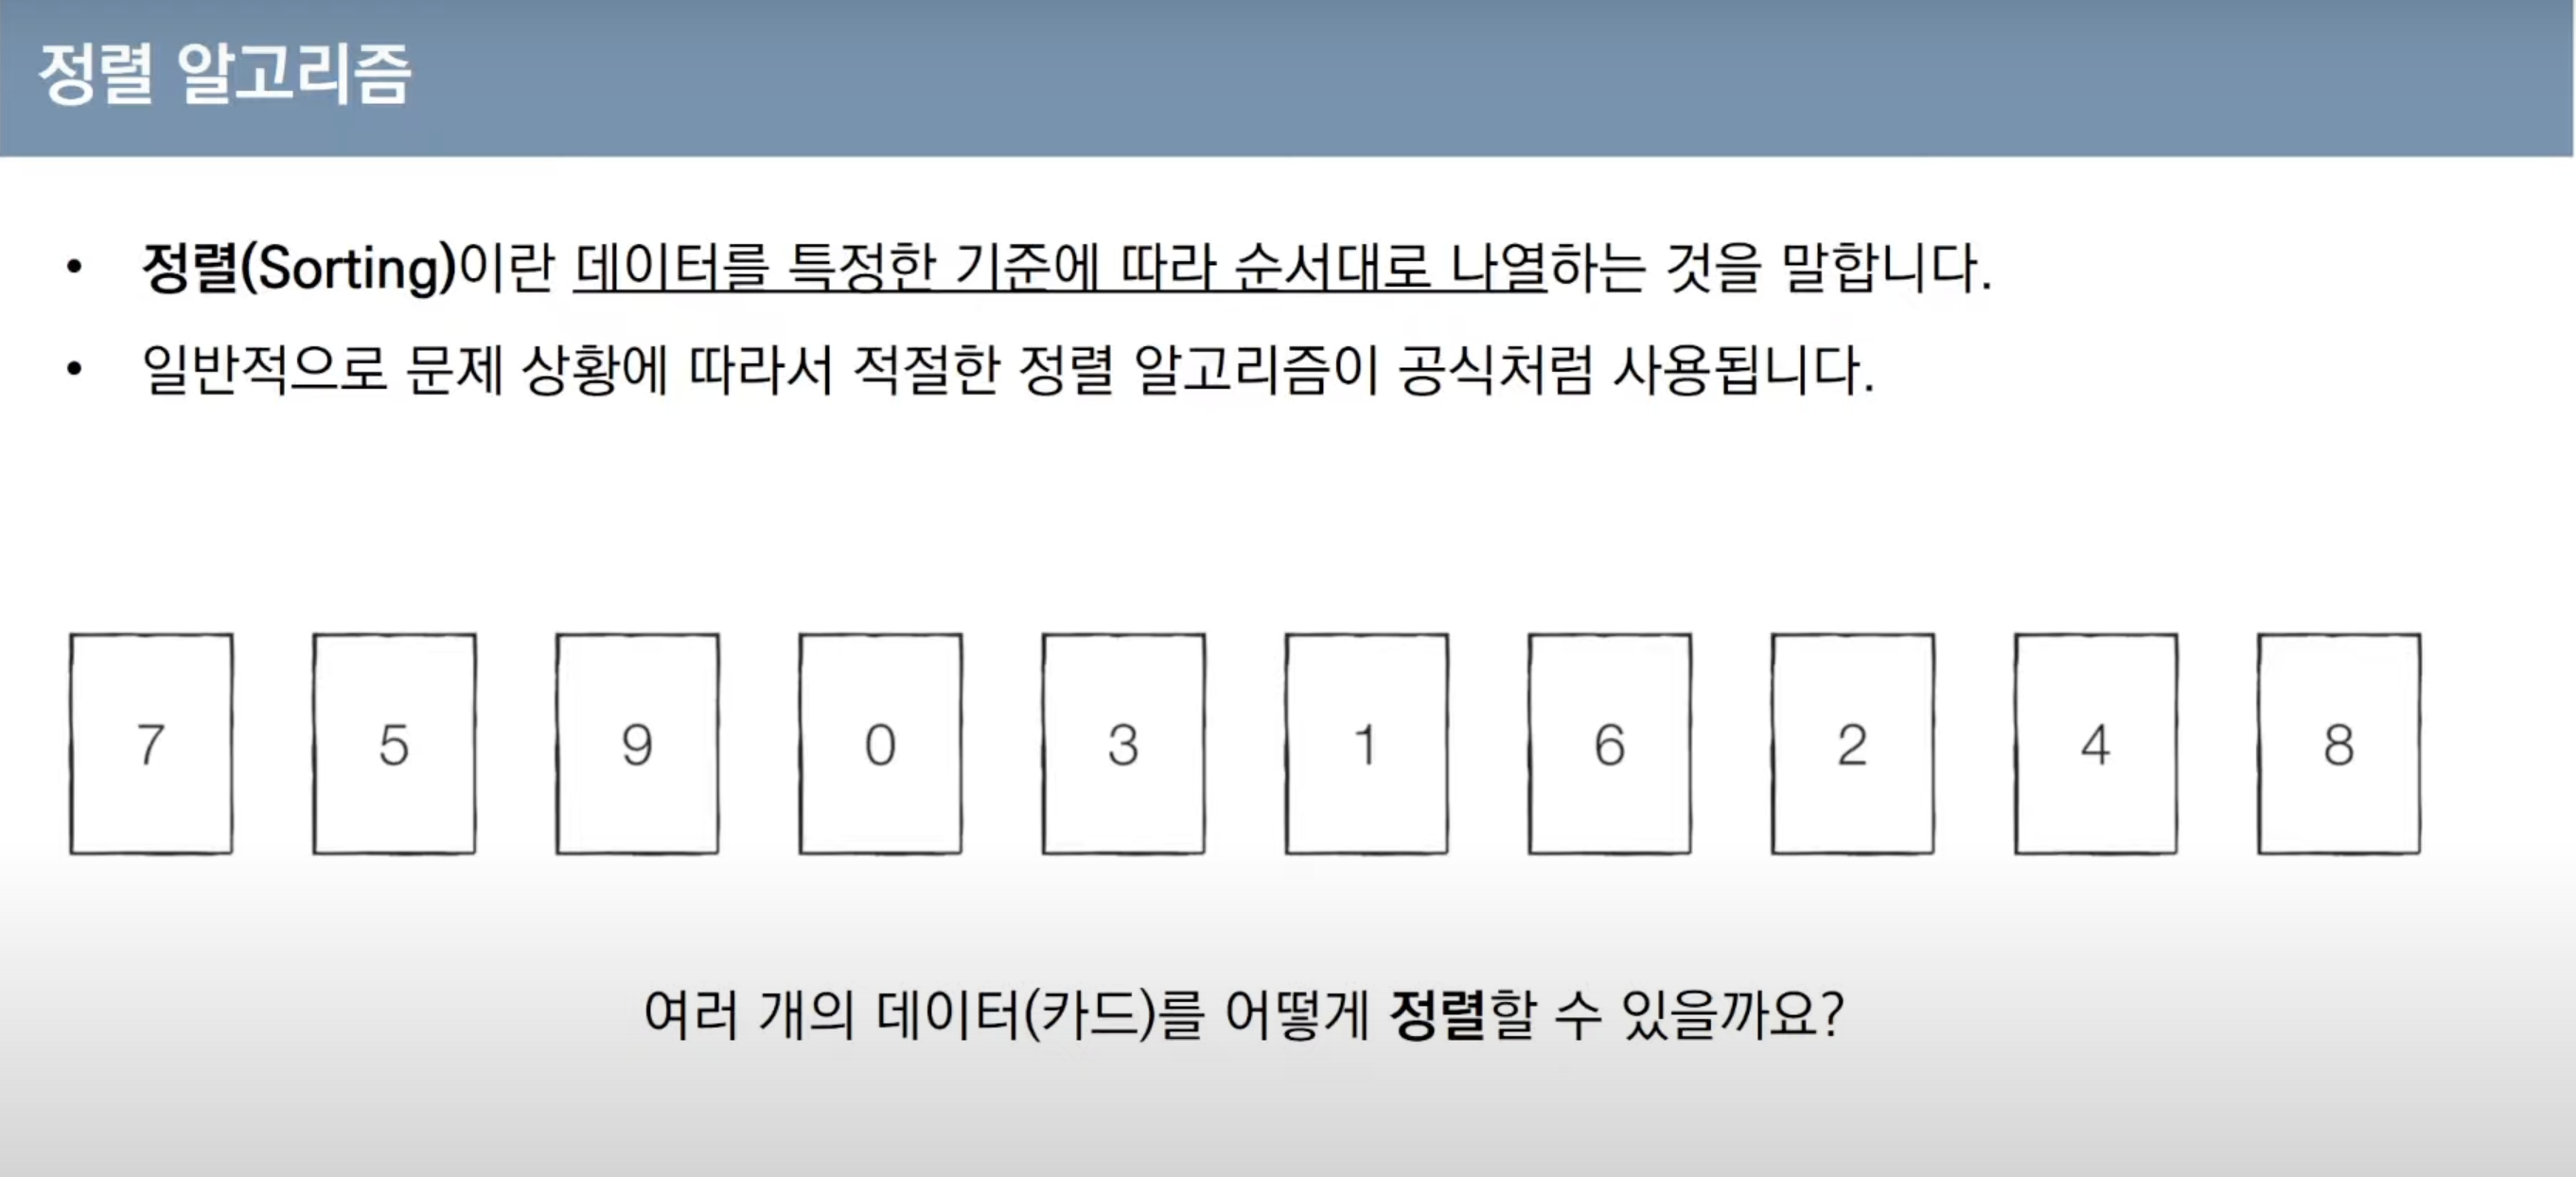 정렬 알고리즘
• 정렬(Sorting)이란 데이터를 특정한 기준에 따라 순서대로 나열하는 것을 말합니다.
• 일반적으로 문제 상황에 따라서 적절한 정렬 알고리즘이 공식처럼 사용됩니다.
7 5 9 0 3 1 6 2 4 8
여러 개의 데이터(카드)를 어떻게 정렬할 수 있을까요?